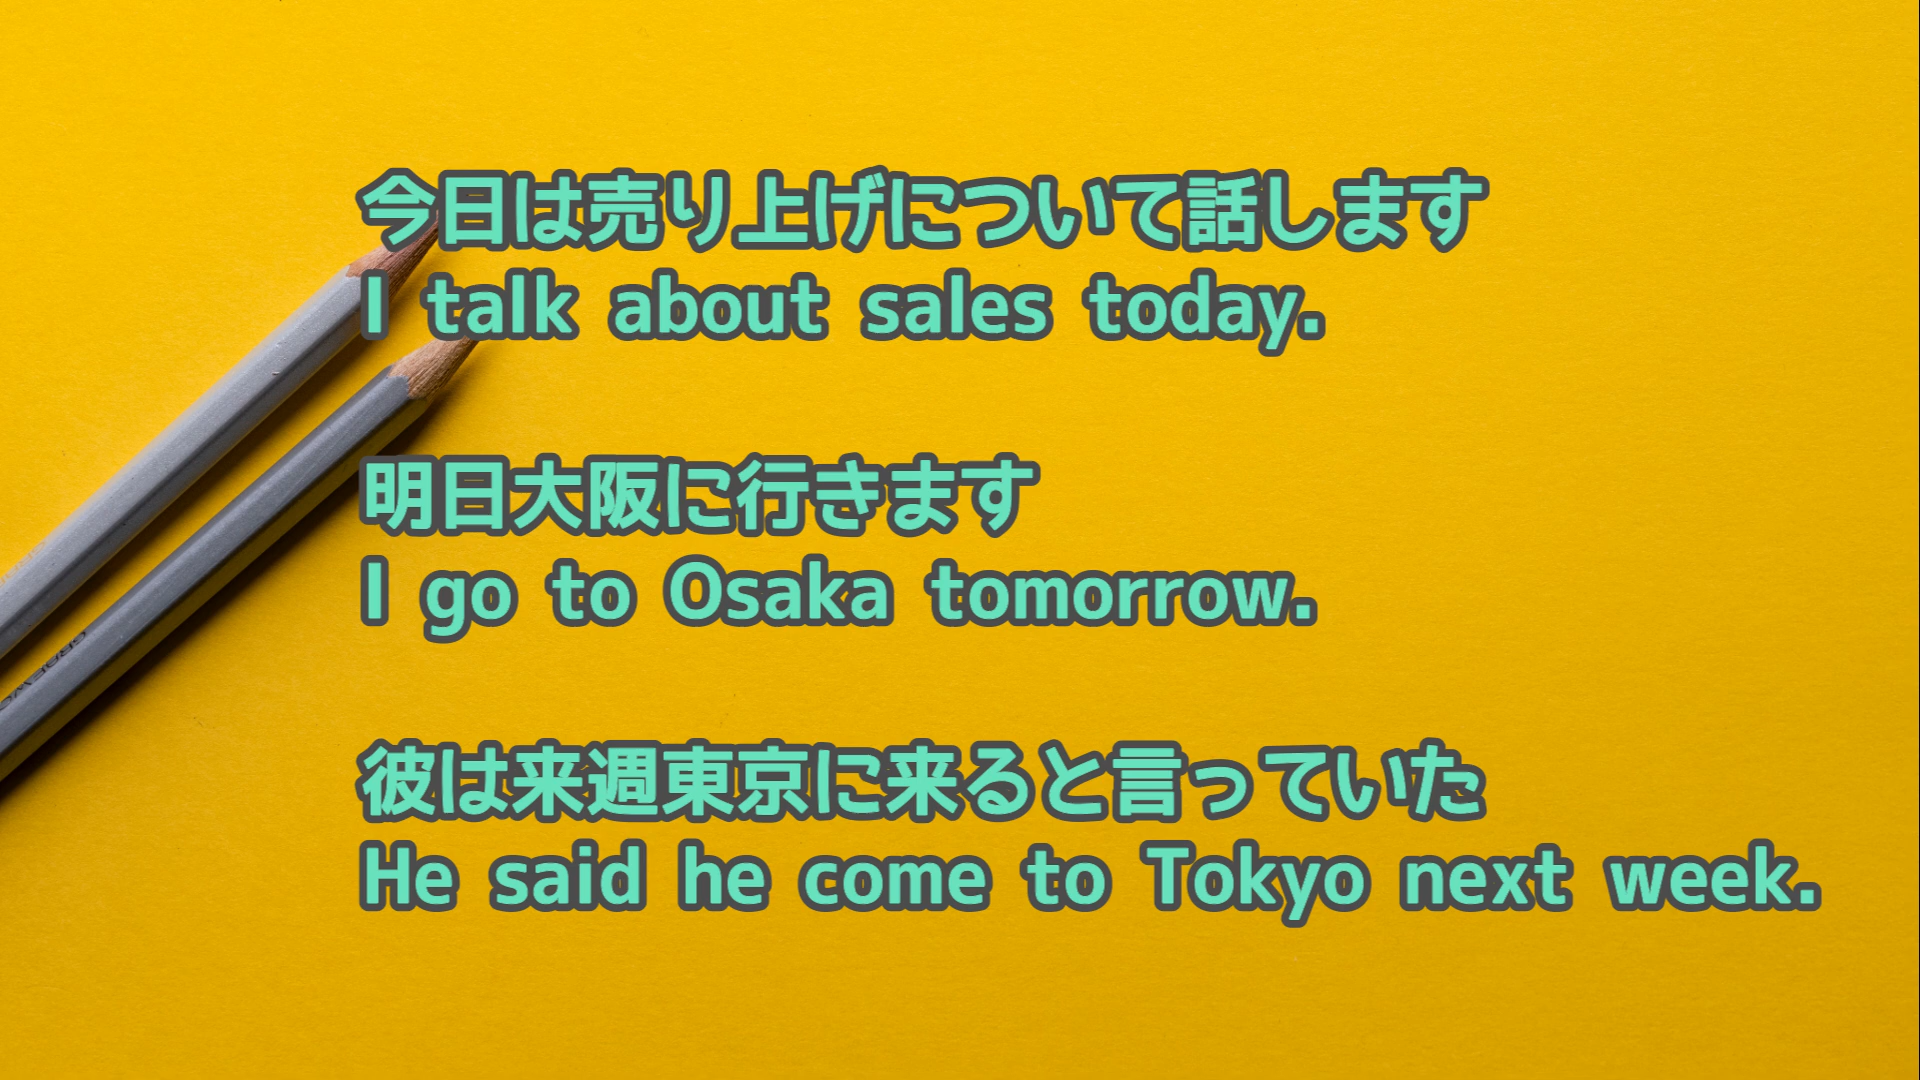 今日は売り上げについて話します
I talk about sales today.
明日大阪に行きます
I go to Osaka tomorrow.
彼は来週東京に来ると言っていた
He said he come to Tokyo next week.